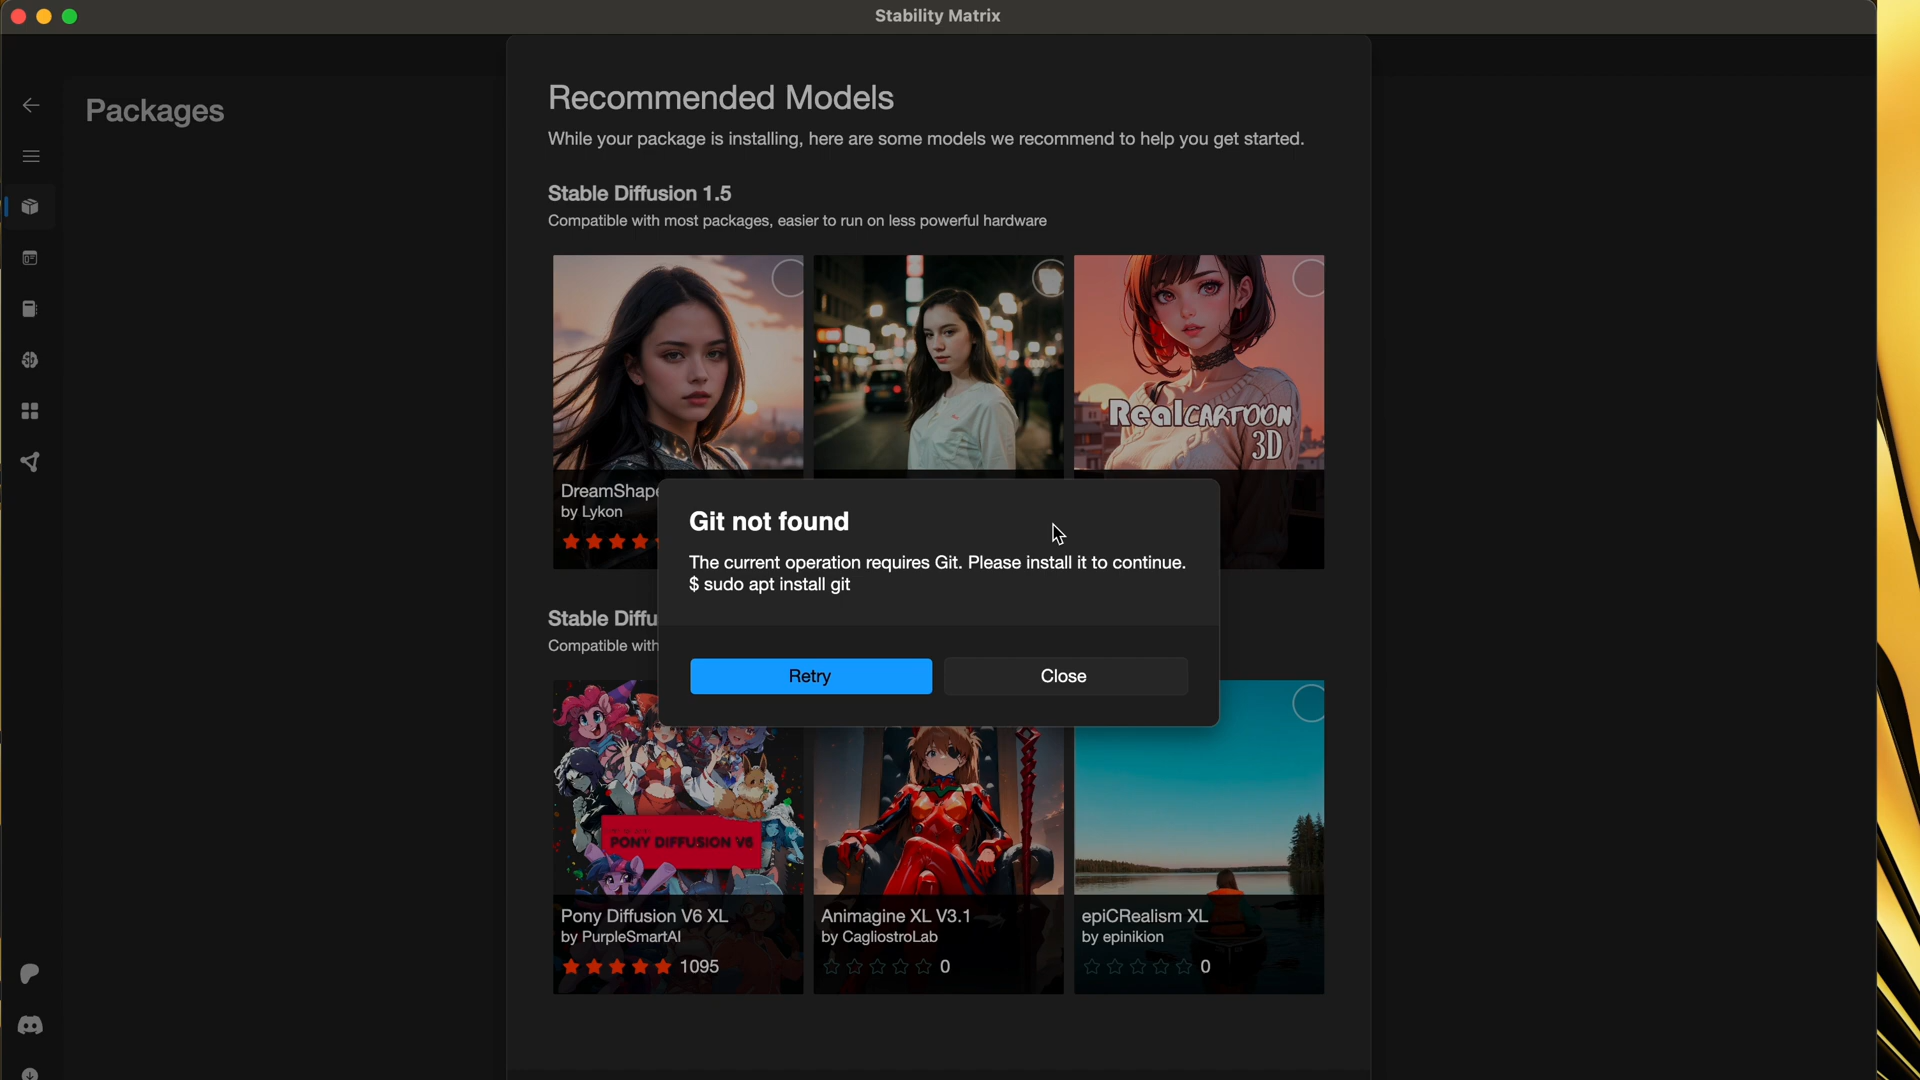 Stability Matrix
Packages
Recommended Models
While your package is installing, here are some models we recommend to help you get started.
Stable Diffusion 1.5
Compatible with most packages, easier to run on less powerful hardware
RealCARTOON
3D
DreamShape
by Lykon
Git not found
The current operation requires Git. Please install it to continue.
$ sudo apt install git
Retry
Close
Stable Diffu
Compatible with
PONY DIFFUSION V6
Pony Diffusion V6 XL
by PurpleSmartAI
1095
Animagine XL V3.1
by CagliostroLab
0
epiCRealism XL
by epinikion
0